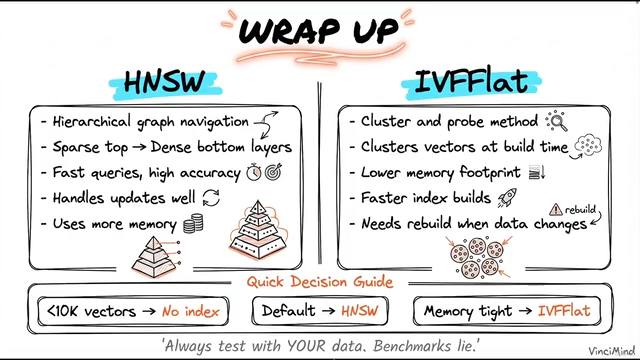 WRAP UP
HNSW
- Hierarchical graph navigation
- Sparse top → Dense bottom layers
- Fast queries, high accuracy
- Handles updates well
- Uses more memory
IVFFlat
- Cluster and probe method
- Clusters vectors at build time
- Lower memory footprint
- Faster index builds
- Needs rebuild when data changes
rebuild
Quick Decision Guide
<10K vectors → No index
Default → HNSW
Memory tight → IVFFlat
'Always test with YOUR data. Benchmarks lie.'
VinciMind